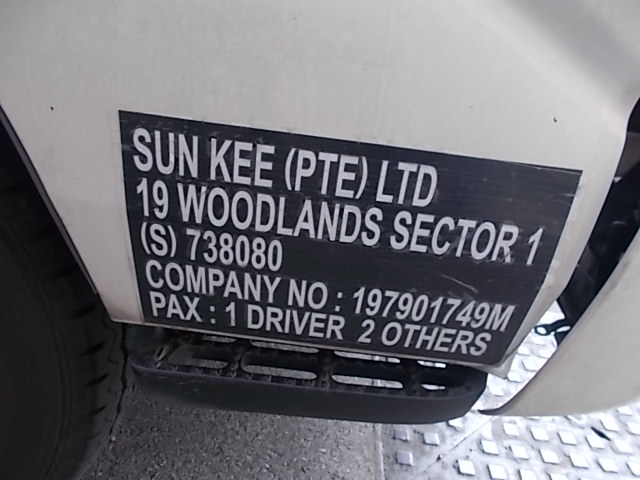 SUN KEE (PTE) LTD
19 WOODLANDS SECTOR 1
(S) 738080
COMPANY NO : 197901749M
PAX : 1 DRIVER 2 OTHERS